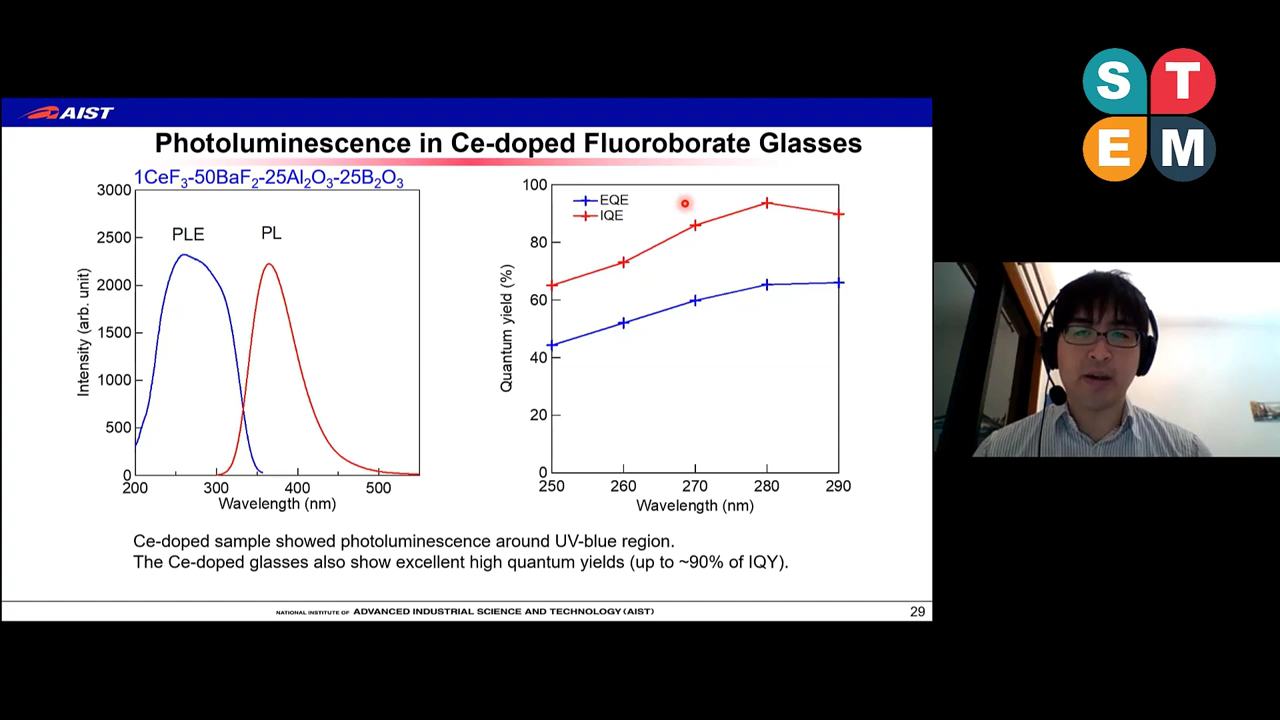 S T
E M
AIST
Photoluminescence in Ce-doped Fluoroborate Glasses
1CeF₃-50BaF₂-25Al₂O₃-25B₂O₃
3000
2500
2000
1500
1000
500
0
Intensity (arb. unit)
PLE
PL
200 300 400 500
Wavelength (nm)
100
80
60
40
20
0
Quantum yield (%)
EQE
IQE
250 260 270 280 290
Wavelength (nm)
Ce-doped sample showed photoluminescence around UV-blue region.
The Ce-doped glasses also show excellent high quantum yields (up to ~90% of IQY).
NATIONAL INSTITUTE OF ADVANCED INDUSTRIAL SCIENCE AND TECHNOLOGY (AIST)
29